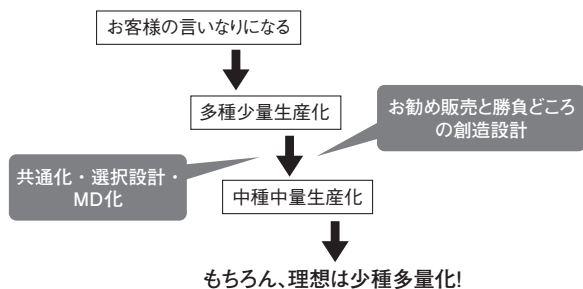 お客様の言いなりになる
多種少量生産化
お勧め販売と勝負どころ
の創造設計
共通化・選択設計・
MD化
中種中量生産化
もちろん、理想は少種多量化!